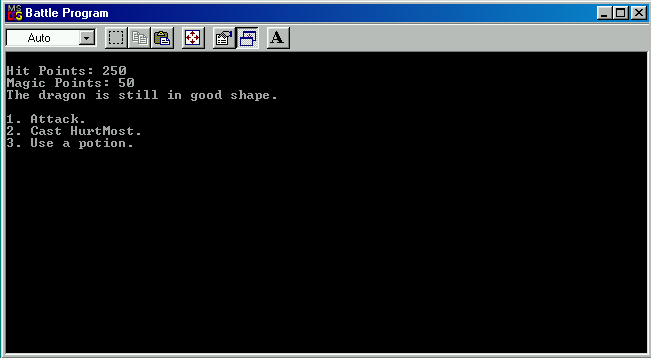 Battle Program
Auto
A
Hit Points: 250
Magic Points: 50
The dragon is still in good shape.
1. Attack.
2. Cast HurtMost.
3. Use a potion.